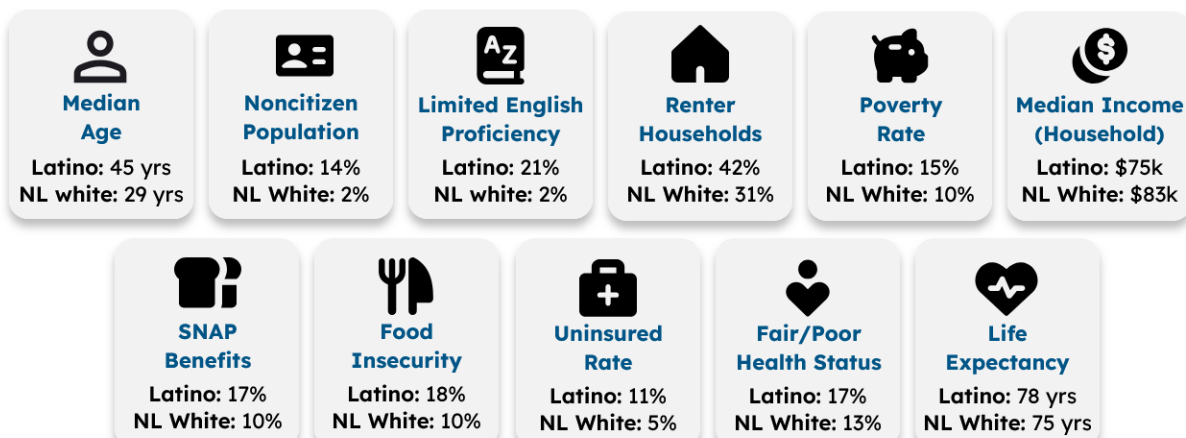 A Z
Median
Age
Latino: 45 yrs
NL white: 29 yrs
Noncitizen
Population
Latino: 14%
NL White: 2%
Limited English
Proficiency
Latino: 21%
NL white: 2%
Renter
Households
Latino: 42%
NL White: 31%
Poverty
Rate
Latino: 15%
NL White: 10%
$
Median Income
(Household)
Latino: $75k
NL White: $83k
SNAP
Benefits
Latino: 17%
NL White: 10%
Food
Insecurity
Latino: 18%
NL White: 10%
Uninsured
Rate
Latino: 11%
NL White: 5%
Fair/Poor
Health Status
Latino: 17%
NL White: 13%
Life
Expectancy
Latino: 78 yrs
NL White: 75 yrs